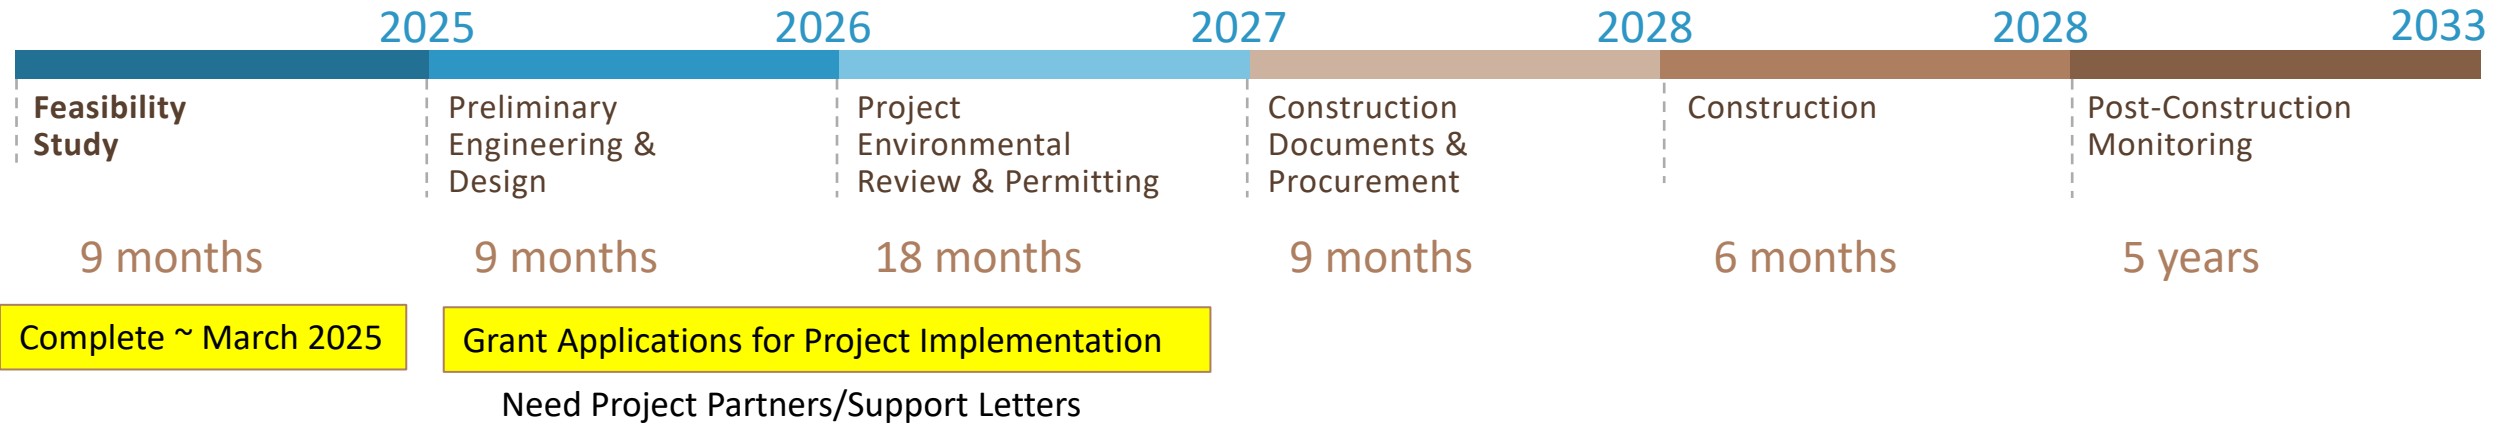 2025
2026
2027
2028
2028
2033
Feasibility
Study
Preliminary
Engineering &
Design
Project
Environmental
Review & Permitting
Construction
Documents &
Procurement
Construction
Post-Construction
Monitoring
9 months
9 months
18 months
9 months
6 months
5 years
Complete ~ March 2025
Grant Applications for Project Implementation
Need Project Partners/Support Letters